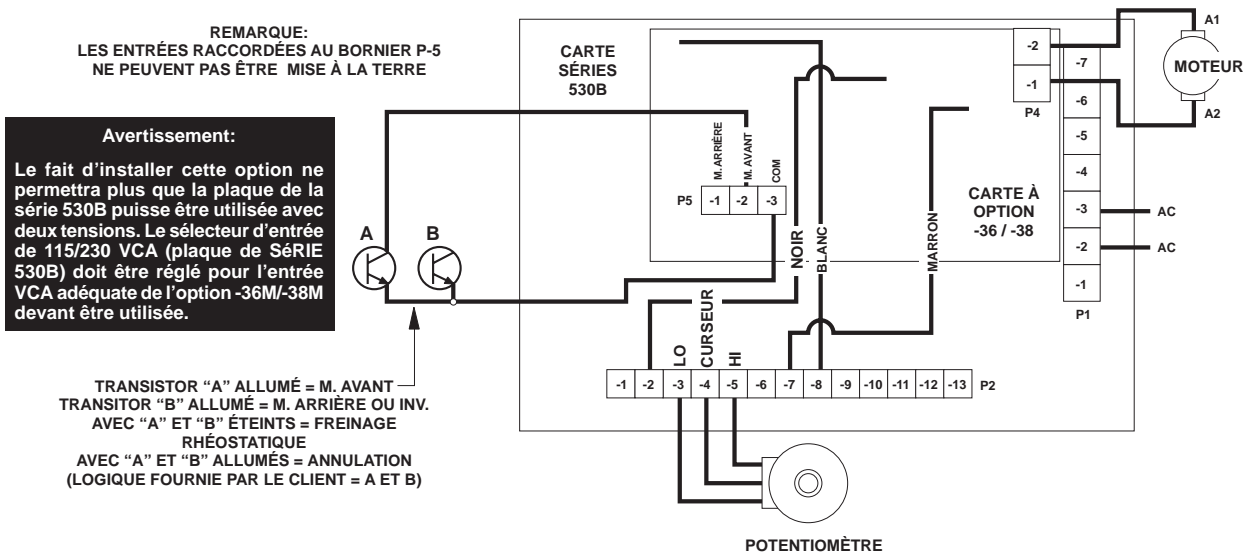 REMARQUE:
LES ENTRÉES RACCORDÉES AU BORNIER P-5
NE PEUVENT PAS ÊTRE MISE À LA TERRE
Avertissement:
Le fait d'installer cette option ne
permettra plus que la plaque de la
série 530B puisse être utilisée avec
deux tensions. Le sélecteur d'entrée
de 115/230 VCA (plaque de SéRIE
530B) doit être réglé pour l'entrée
VCA adéquate de l'option -36M/-38M
devant être utilisée.
A
B
TRANSISTOR “A” ALLUMÉ = M. AVANT
TRANSITOR “B” ALLUMÉ = M. ARRIÈRE OU INV.
AVEC “A” ET “B” ÉTEINTS = FREINAGE
RHÉOSTATIQUE
AVEC “A” ET “B” ALLUMÉS = ANNULATION
(LOGIQUE FOURNIE PAR LE CLIENT = A ET B)
CARTE
SÉRIES
530B
M. ARRIÈRE
M. AVANT
COM
P5 -1 -2 -3
NOIR
BLANC
MARRON
CARTE À
OPTION
-36 / -38
-2
-1
P4
-7
-6
-5
-4
-3
-2
-1
P1
AC
AC
A1
MOTEUR
A2
LO
CURSEUR
HI
-1 -2 -3 -4 -5 -6 -7 -8 -9 -10 -11 -12 -13 P2
POTENTIOMÈTRE